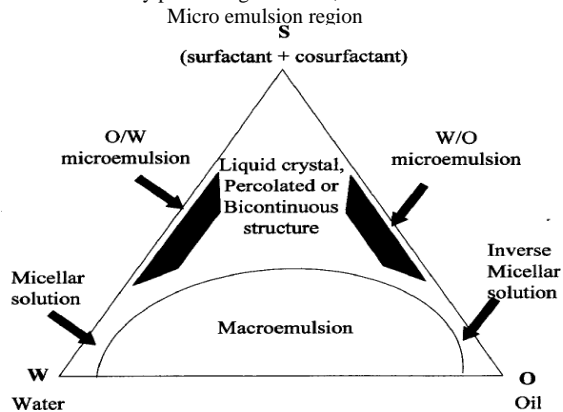 Micro emulsion region
S
(surfactant + cosurfactant)
O/W
microemulsion
W/O
microemulsion
Liquid crystal,
Percolated or
Bicontinuous
structure
Micellar
solution
Inverse
Micellar
solution
Macroemulsion
W
Water
O
Oil